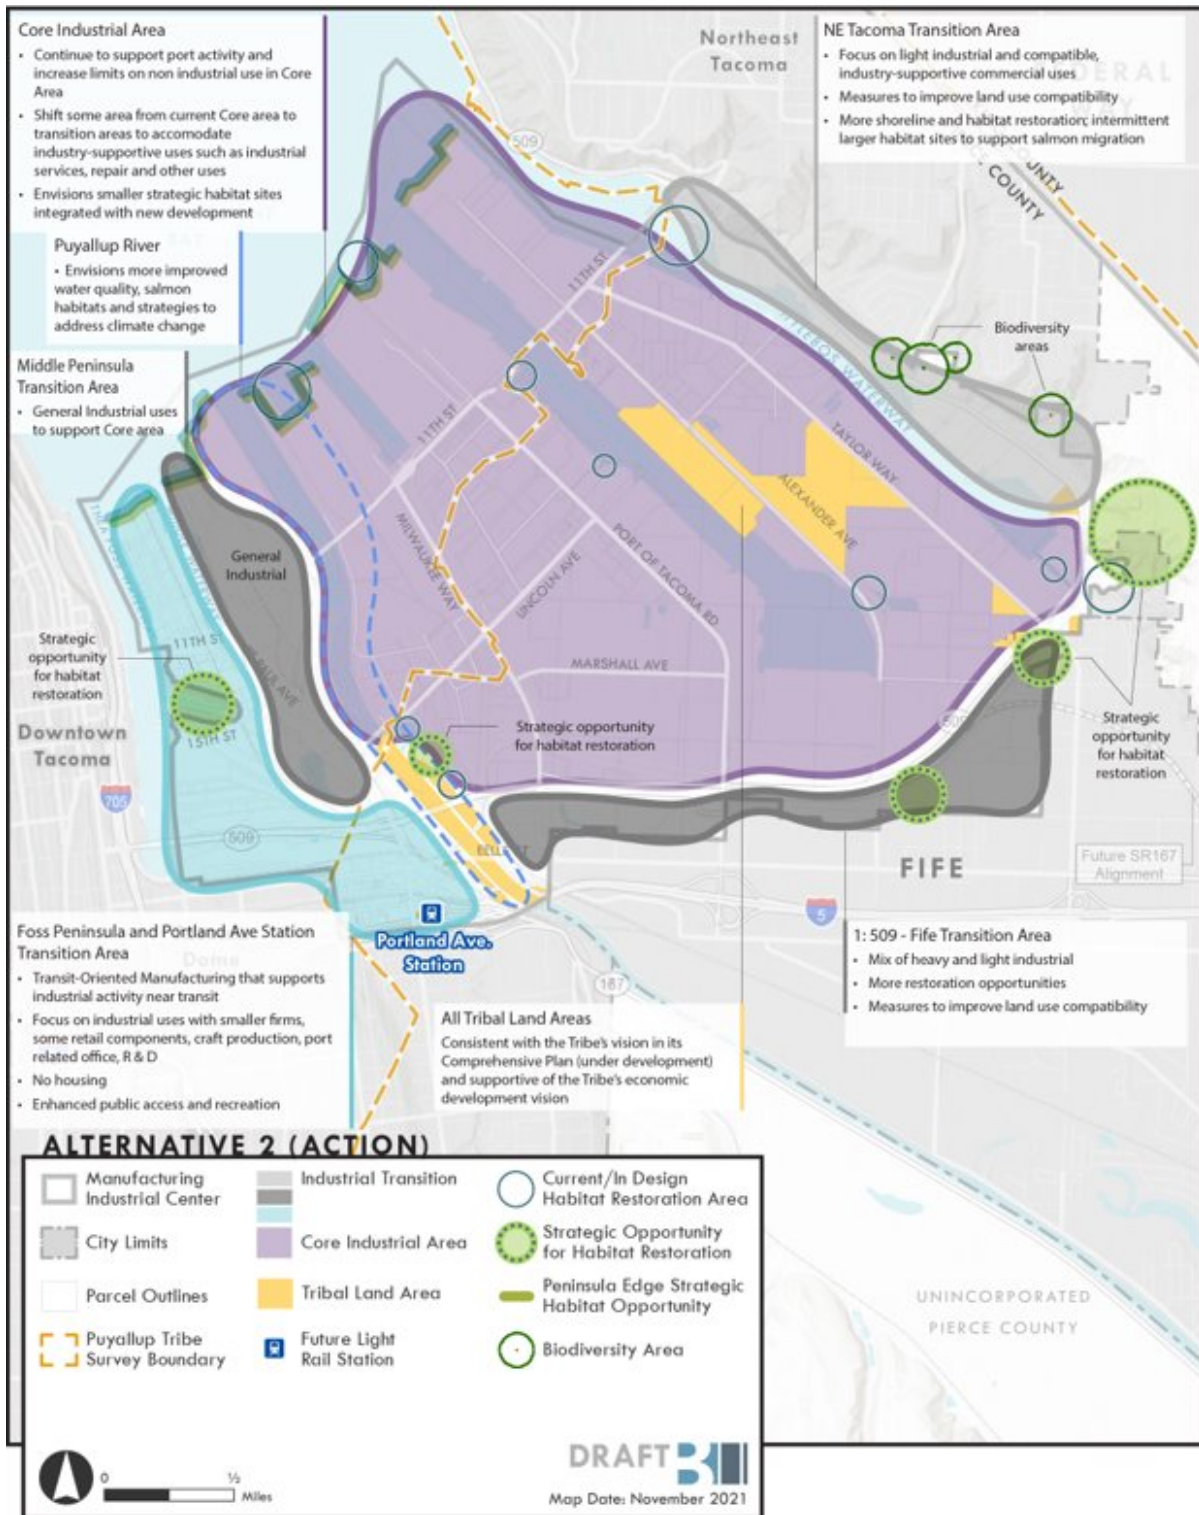 Core Industrial Area
• Continue to support port activity and
increase limits on non industrial use in Core
Area
• Shift some area from current Core area to
transition areas to accomodate
industry-supportive uses such as industrial
services, repair and other uses
• Envisions smaller strategic habitat sites
integrated with new development
Puyallup River
• Envisions more improved
water quality, salmon
habitats and strategies to
address climate change
Middle Peninsula
Transition Area
• General Industrial uses
to support Core area
Northeast
Tacoma
NE Tacoma Transition Area
• Focus on light industrial and compatible,
industry-supportive commercial uses
• Measures to improve land use compatibility
• More shoreline and habitat restoration; intermittent
larger habitat sites to support salmon migration
FEDERAL
COUNTY
COUNTY
509
11TH ST
Biodiversity
areas
WATERWAY
TAYLOR WAY
ALEXANDER AVE
11TH ST
MILWAUKEE WAY
LINCOLN AVE
PORT OF TACOMA RD
MARSHALL AVE
General
Industrial
THEA FOSS WATERWAY
11TH ST
ST PAUL AVE
15TH ST
Strategic
opportunity
for habitat
restoration
Downtown
Tacoma
705
509
Strategic opportunity
for habitat restoration
509
Strategic
opportunity
for habitat
restoration
FIFE
Future SR167
Alignment
5
167
Portland Ave.
Station
Foss Peninsula and Portland Ave Station
Transition Area
Dome
• Transit-Oriented Manufacturing that supports
industrial activity near transit
• Focus on industrial uses with smaller firms,
some retail components, craft production, port
related office, R & D
• No housing
• Enhanced public access and recreation
All Tribal Land Areas
Consistent with the Tribe's vision in its
Comprehensive Plan (under development)
and supportive of the Tribe's economic
development vision
1: 509 - Fife Transition Area
• Mix of heavy and light industrial
• More restoration opportunities
• Measures to improve land use compatibility
UNINCORPORATED
PIERCE COUNTY
ALTERNATIVE 2 (ACTION)
Manufacturing
Industrial Center
City Limits
Parcel Outlines
Puyallup Tribe
Survey Boundary
Industrial Transition
Core Industrial Area
Tribal Land Area
Future Light
Rail Station
Current/In Design
Habitat Restoration Area
Strategic Opportunity
for Habitat Restoration
Peninsula Edge Strategic
Habitat Opportunity
Biodiversity Area
0 ½
Miles
DRAFT
Map Date: November 2021